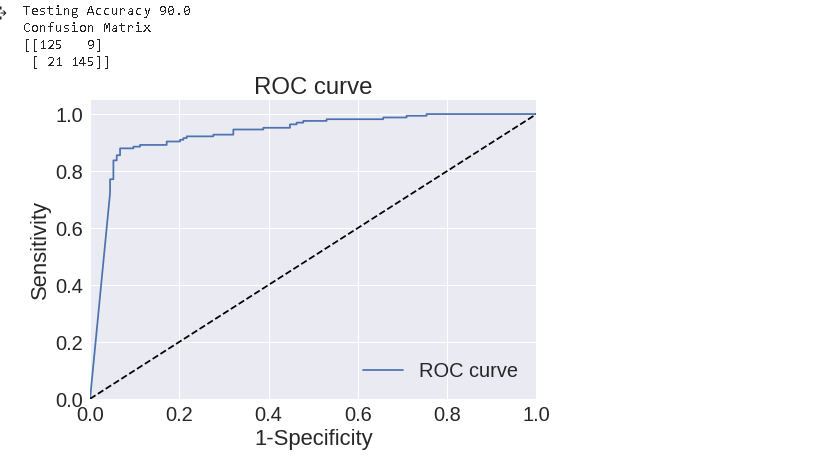 Testing Accuracy 90.0
Confusion Matrix
[[125   9]
 [ 21 145]]
ROC curve
1.0
0.8
0.6
0.4
0.2
0.0
Sensitivity
ROC curve
0.0 0.2 0.4 0.6 0.8 1.0
1-Specificity